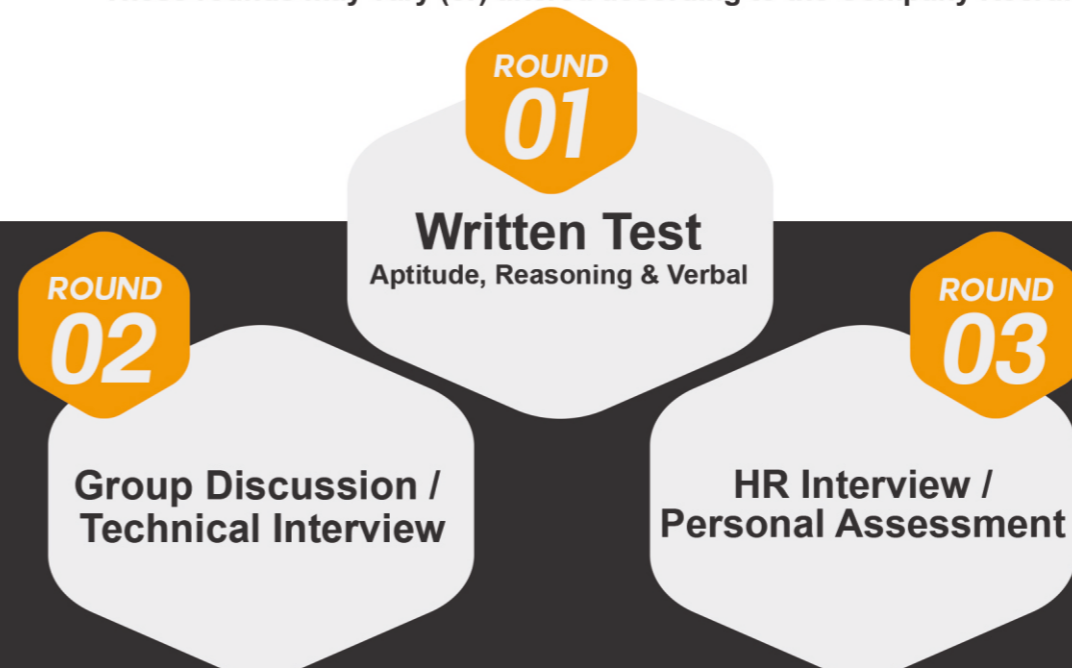 ROUND
01
Written Test
Aptitude, Reasoning & Verbal
ROUND
02
Group Discussion /
Technical Interview
ROUND
03
HR Interview /
Personal Assessment